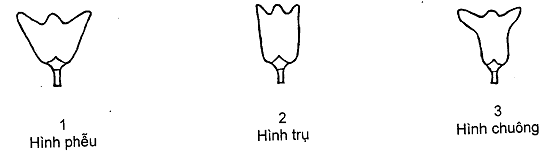 1
Hình phễu
2
Hình trụ
3
Hình chuông